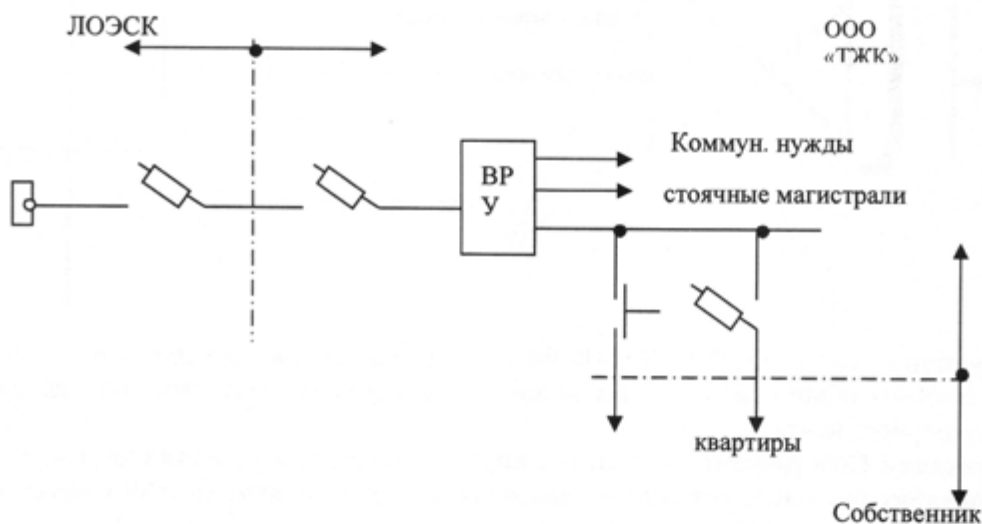 ЛОЭСК
ООО
«ТЖК»
Коммун. нужды
ВР
У
стоячные магистрали
квартиры
Собственник